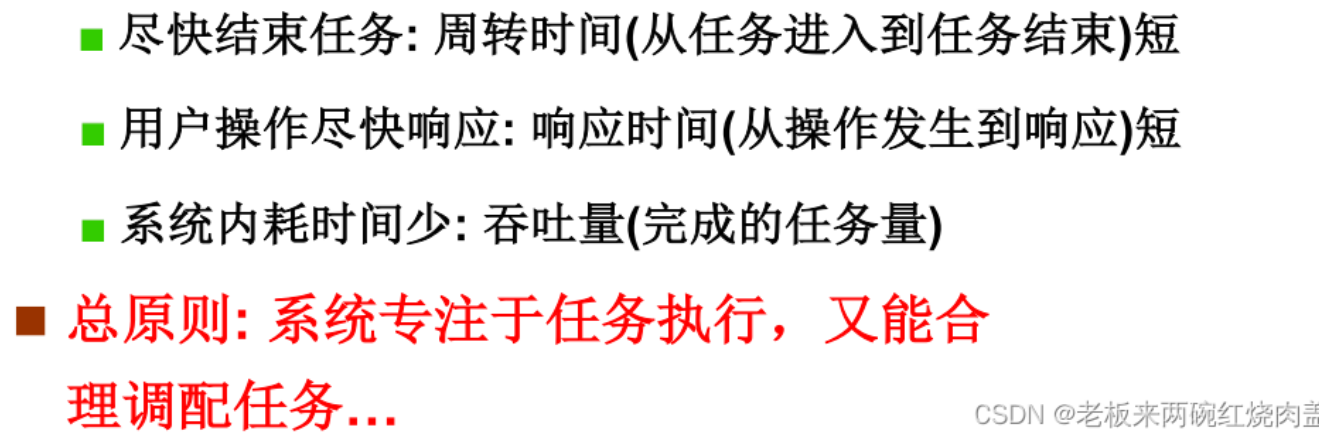 尽快结束任务: 周转时间(从任务进入到任务结束)短
用户操作尽快响应: 响应时间(从操作发生到响应)短
系统内耗时间少: 吞吐量(完成的任务量)
总原则: 系统专注于任务执行，又能合
理调配任务...
CSDN @老板来两碗红烧肉盖